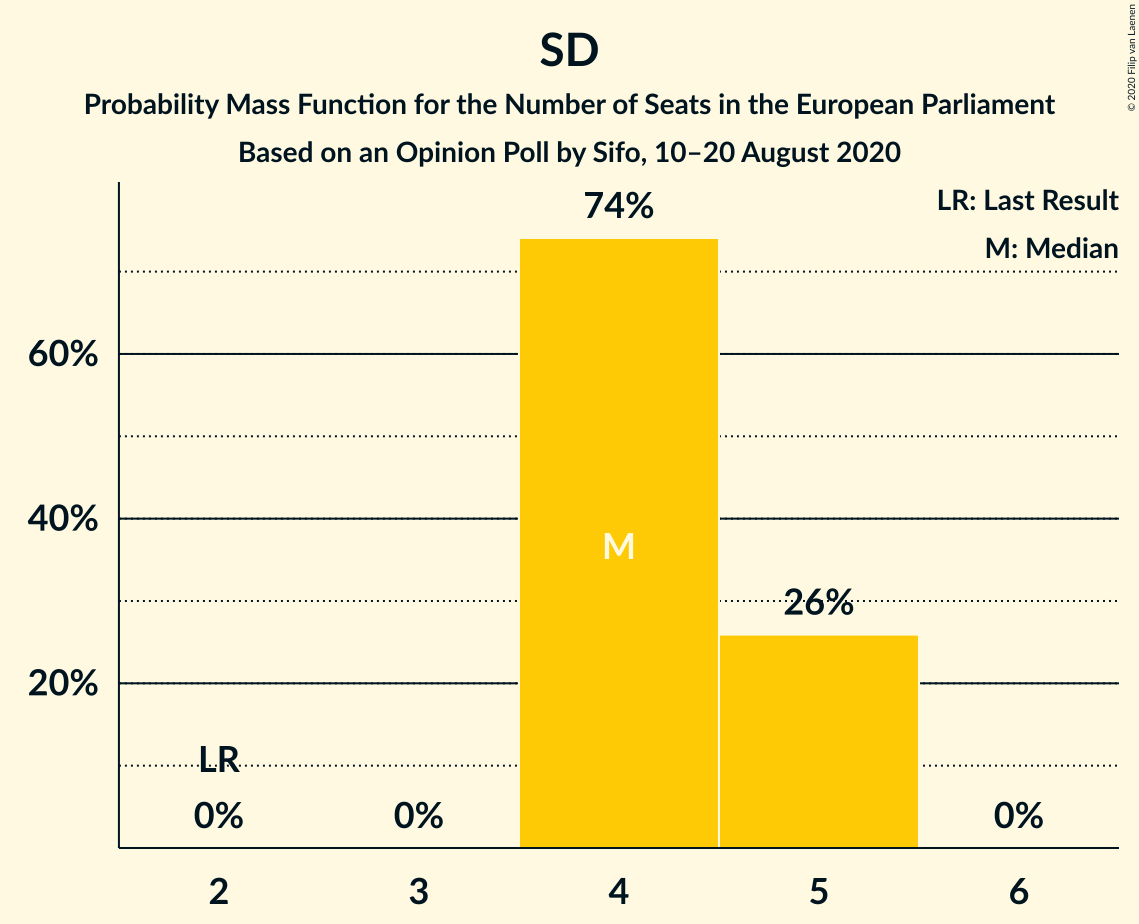 SD
Probability Mass Function for the Number of Seats in the European Parliament
Based on an Opinion Poll by Sifo, 10–20 August 2020
© 2020 Filip van Laenen
LR: Last Result
M: Median
74%
60%
40%
M
26%
20%
LR
0%
0%
0%
2
3
4
5
6